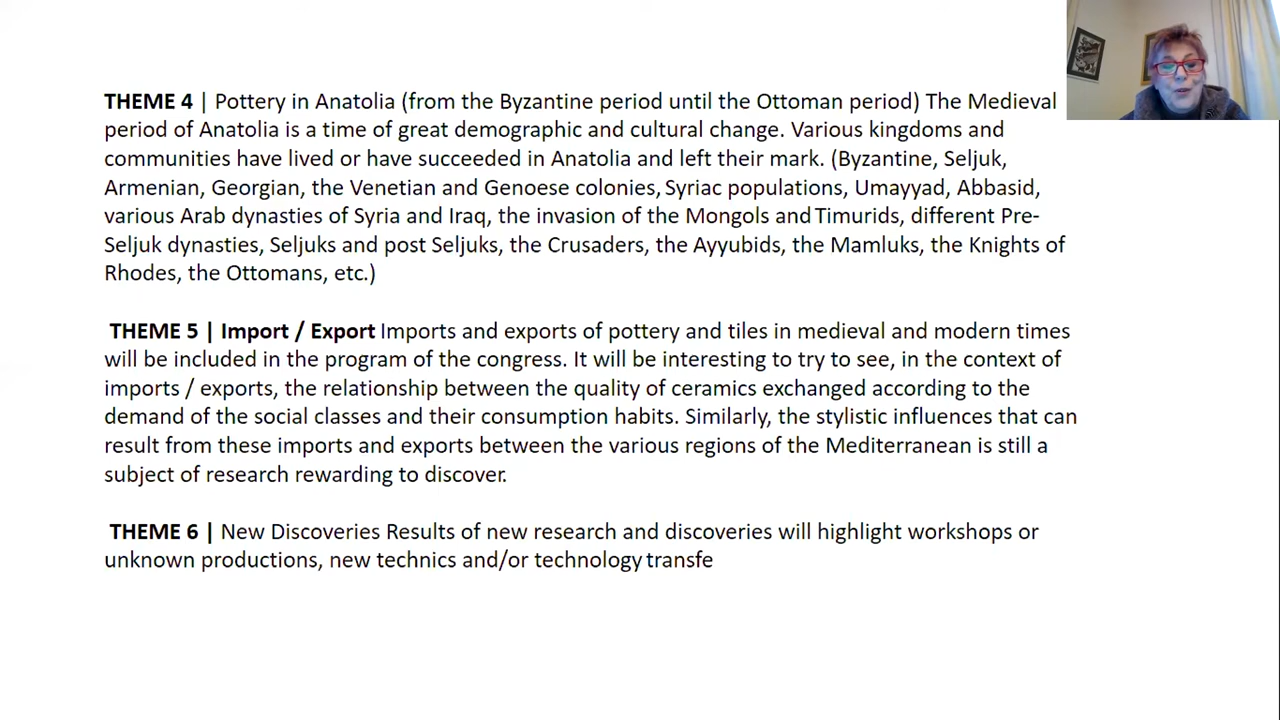 THEME 4 | Pottery in Anatolia (from the Byzantine period until the Ottoman period) The Medieval
period of Anatolia is a time of great demographic and cultural change. Various kingdoms and
communities have lived or have succeeded in Anatolia and left their mark. (Byzantine, Seljuk,
Armenian, Georgian, the Venetian and Genoese colonies, Syriac populations, Umayyad, Abbasid,
various Arab dynasties of Syria and Iraq, the invasion of the Mongols and Timurids, different Pre-
Seljuk dynasties, Seljuks and post Seljuks, the Crusaders, the Ayyubids, the Mamluks, the Knights of
Rhodes, the Ottomans, etc.)
THEME 5 | Import / Export Imports and exports of pottery and tiles in medieval and modern times
will be included in the program of the congress. It will be interesting to try to see, in the context of
imports / exports, the relationship between the quality of ceramics exchanged according to the
demand of the social classes and their consumption habits. Similarly, the stylistic influences that can
result from these imports and exports between the various regions of the Mediterranean is still a
subject of research rewarding to discover.
THEME 6 | New Discoveries Results of new research and discoveries will highlight workshops or
unknown productions, new technics and/or technology transfe